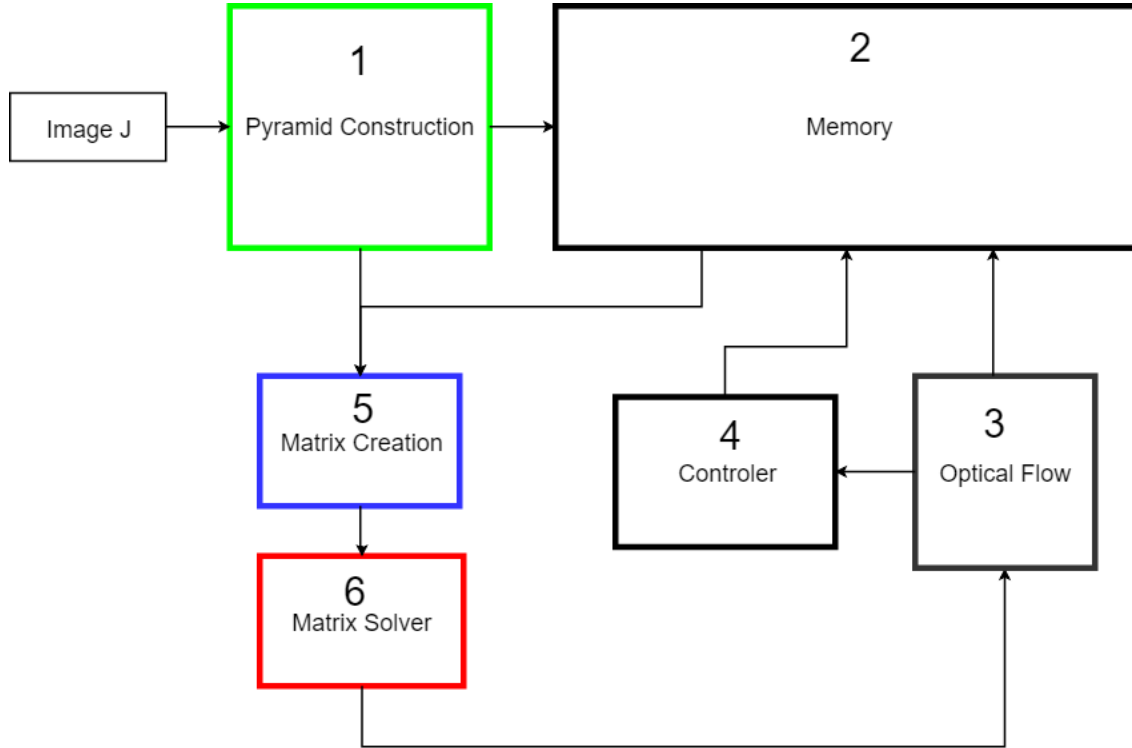 1
2
Image J
Pyramid Construction
Memory
5
Matrix Creation
4
Controler
3
Optical Flow
6
Matrix Solver